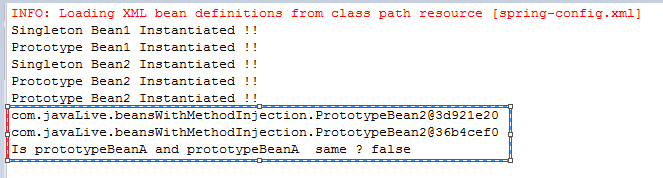 INFO: Loading XML bean definitions from class path resource [spring-config.xml]
Singleton Bean1 Instantiated !!
Prototype Bean1 Instantiated !!
Singleton Bean2 Instantiated !!
Prototype Bean2 Instantiated !!
Prototype Bean2 Instantiated !!
com.javaLive.beansWithMethodInjection.PrototypeBean2@3d921e20
com.javaLive.beansWithMethodInjection.PrototypeBean2@36b4cef0
Is prototypeBeanA and prototypeBeanA  same ? false